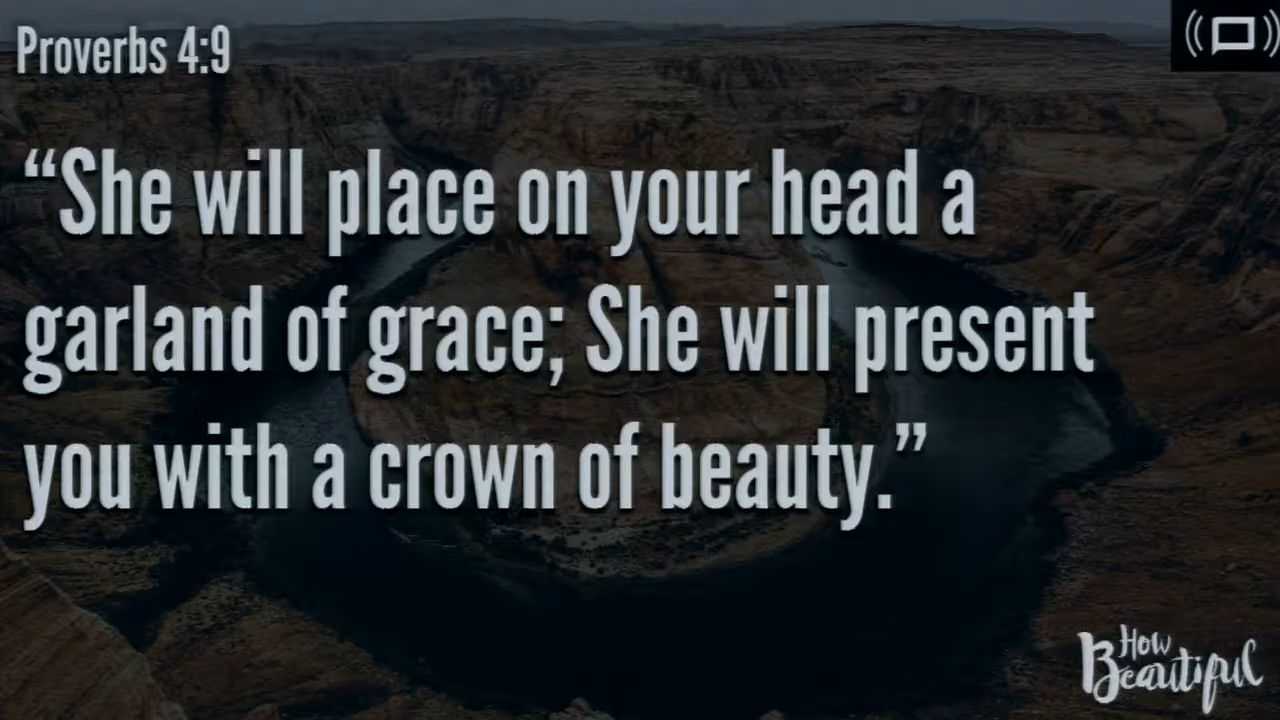 Proverbs 4:9
“She will place on your head a
garland of grace; She will present
you with a crown of beauty.”
How
Beautiful